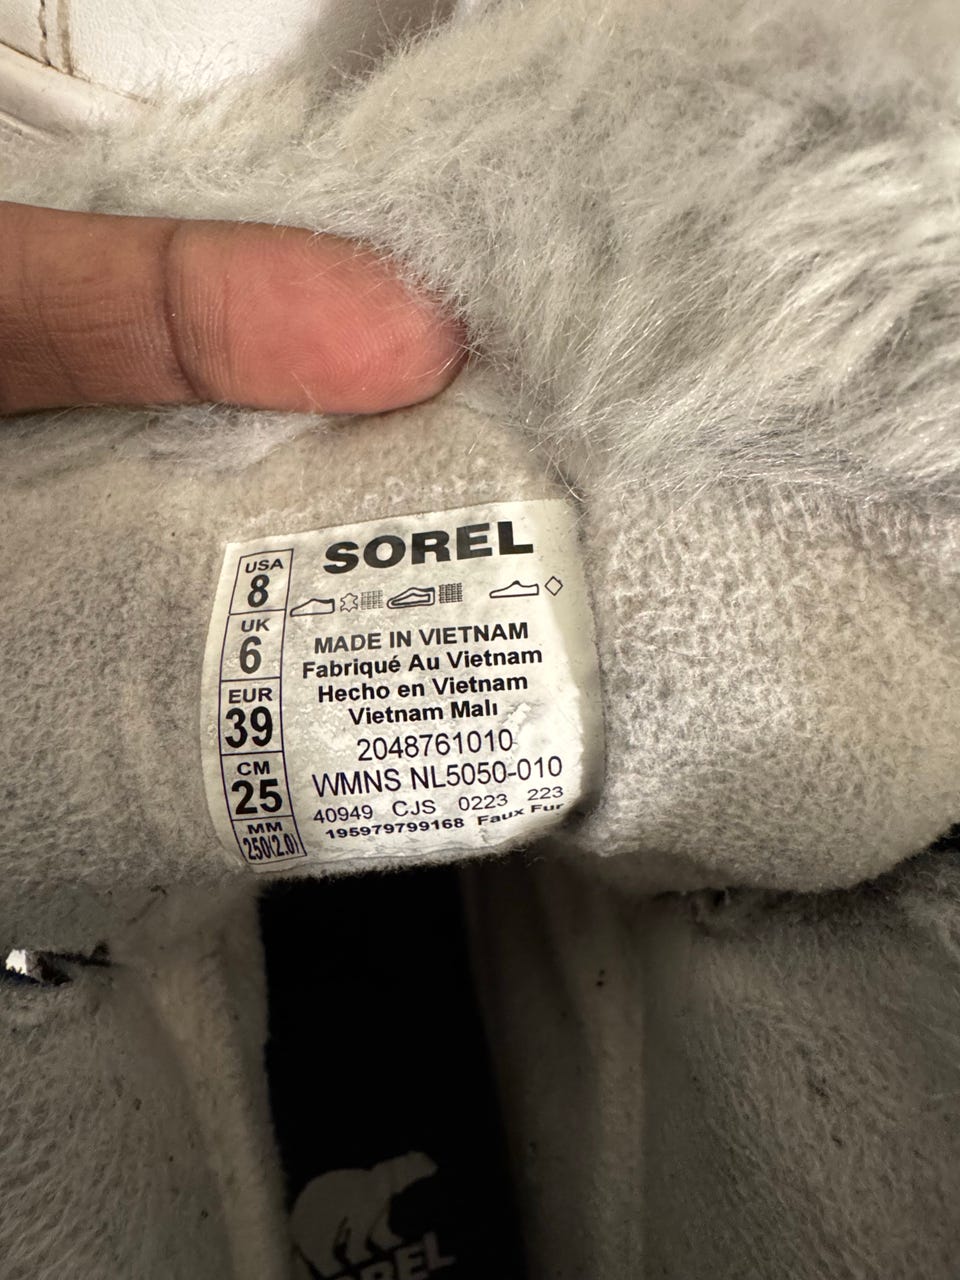 SOREL
USA
8
UK
6
EUR
39
CM
25
MM
250(2.0)
MADE IN VIETNAM
Fabriqué Au Vietnam
Hecho en Vietnam
Vietnam Malı
2048761010
WMNS NL5050-010
40949 CJS 0223 223
195979799168 Faux Fur
SOREL